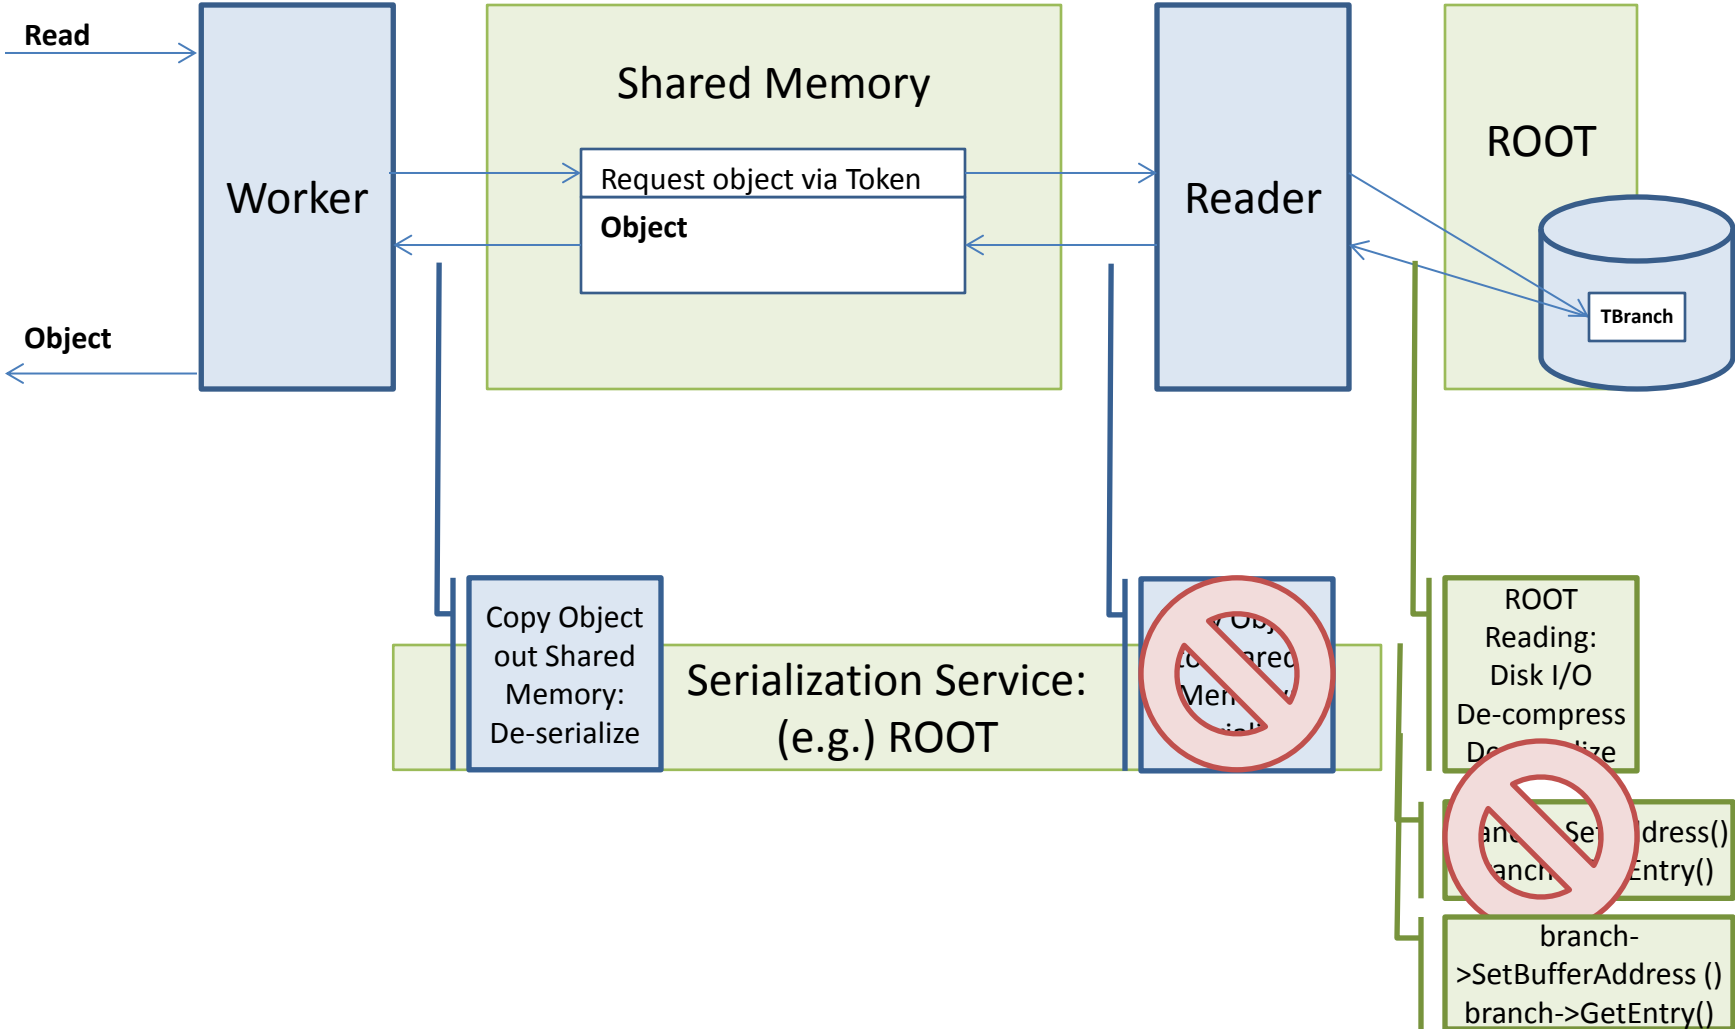 Read
Shared Memory
ROOT
Worker
Request object via Token
Object
Reader
TBranch
Object
Copy Object
out Shared
Memory:
De-serialize
Serialization Service:
(e.g.) ROOT
ROOT
Reading:
Disk I/O
De-compress
Entry()
branch-
>SetBufferAddress ()
branch->GetEntry()